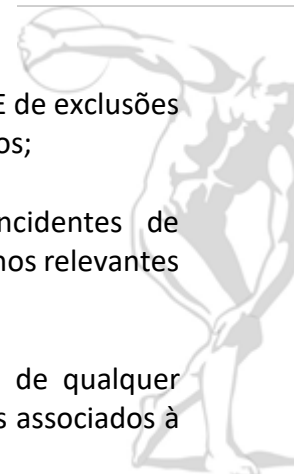 E de exclusões
os;
ncidentes de
nos relevantes
de qualquer
s associados à